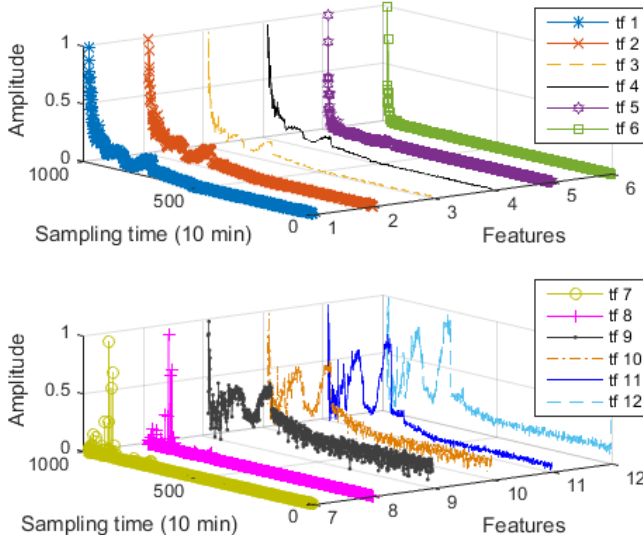 1
0.5
0
Amplitude
1000
500
0
Sampling time (10 min)
1
2
3
4
5
6
Features
tf 1
tf 2
tf 3
tf 4
tf 5
tf 6
1
0.5
0
Amplitude
1000
500
0
Sampling time (10 min)
7
8
9
10
11
12
Features
tf 7
tf 8
tf 9
tf 10
tf 11
tf 12